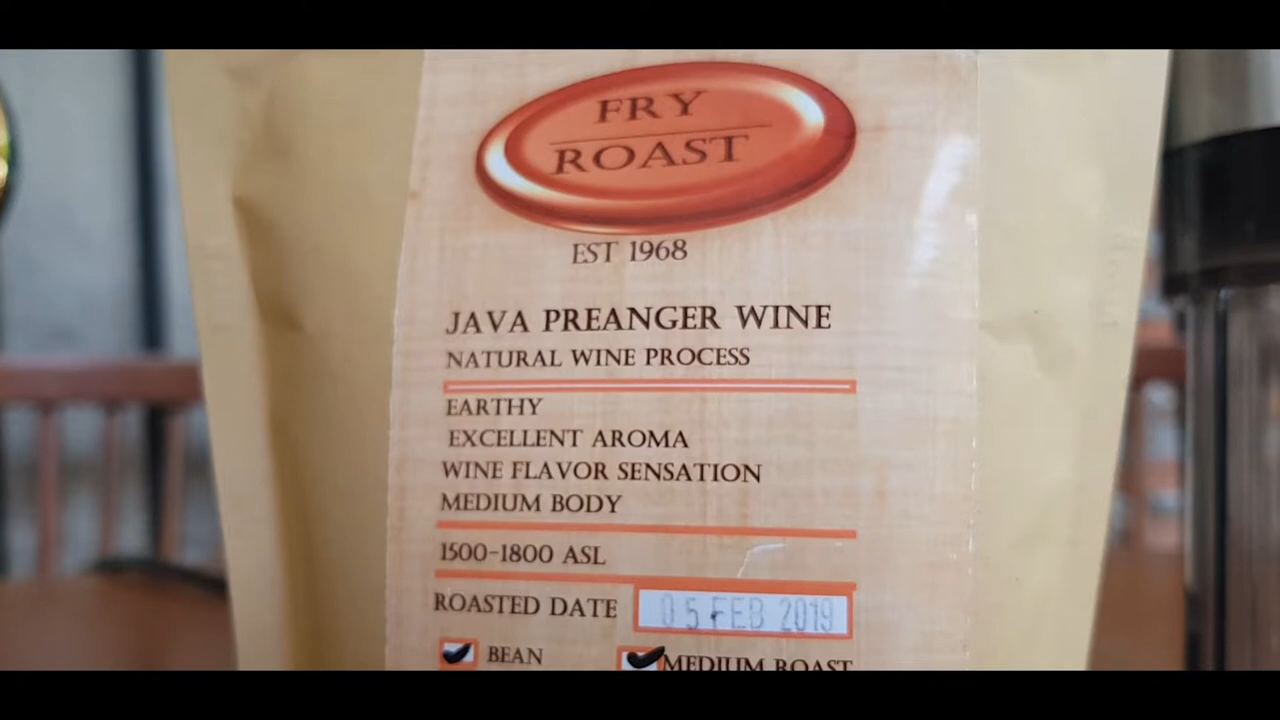 FRY
ROAST
EST 1968
JAVA PREANGER WINE
NATURAL WINE PROCESS
EARTHY
EXCELLENT AROMA
WINE FLAVOR SENSATION
MEDIUM BODY
1500-1800 ASL
ROASTED DATE 05 FEB 2019
BEAN MEDIUM ROAST